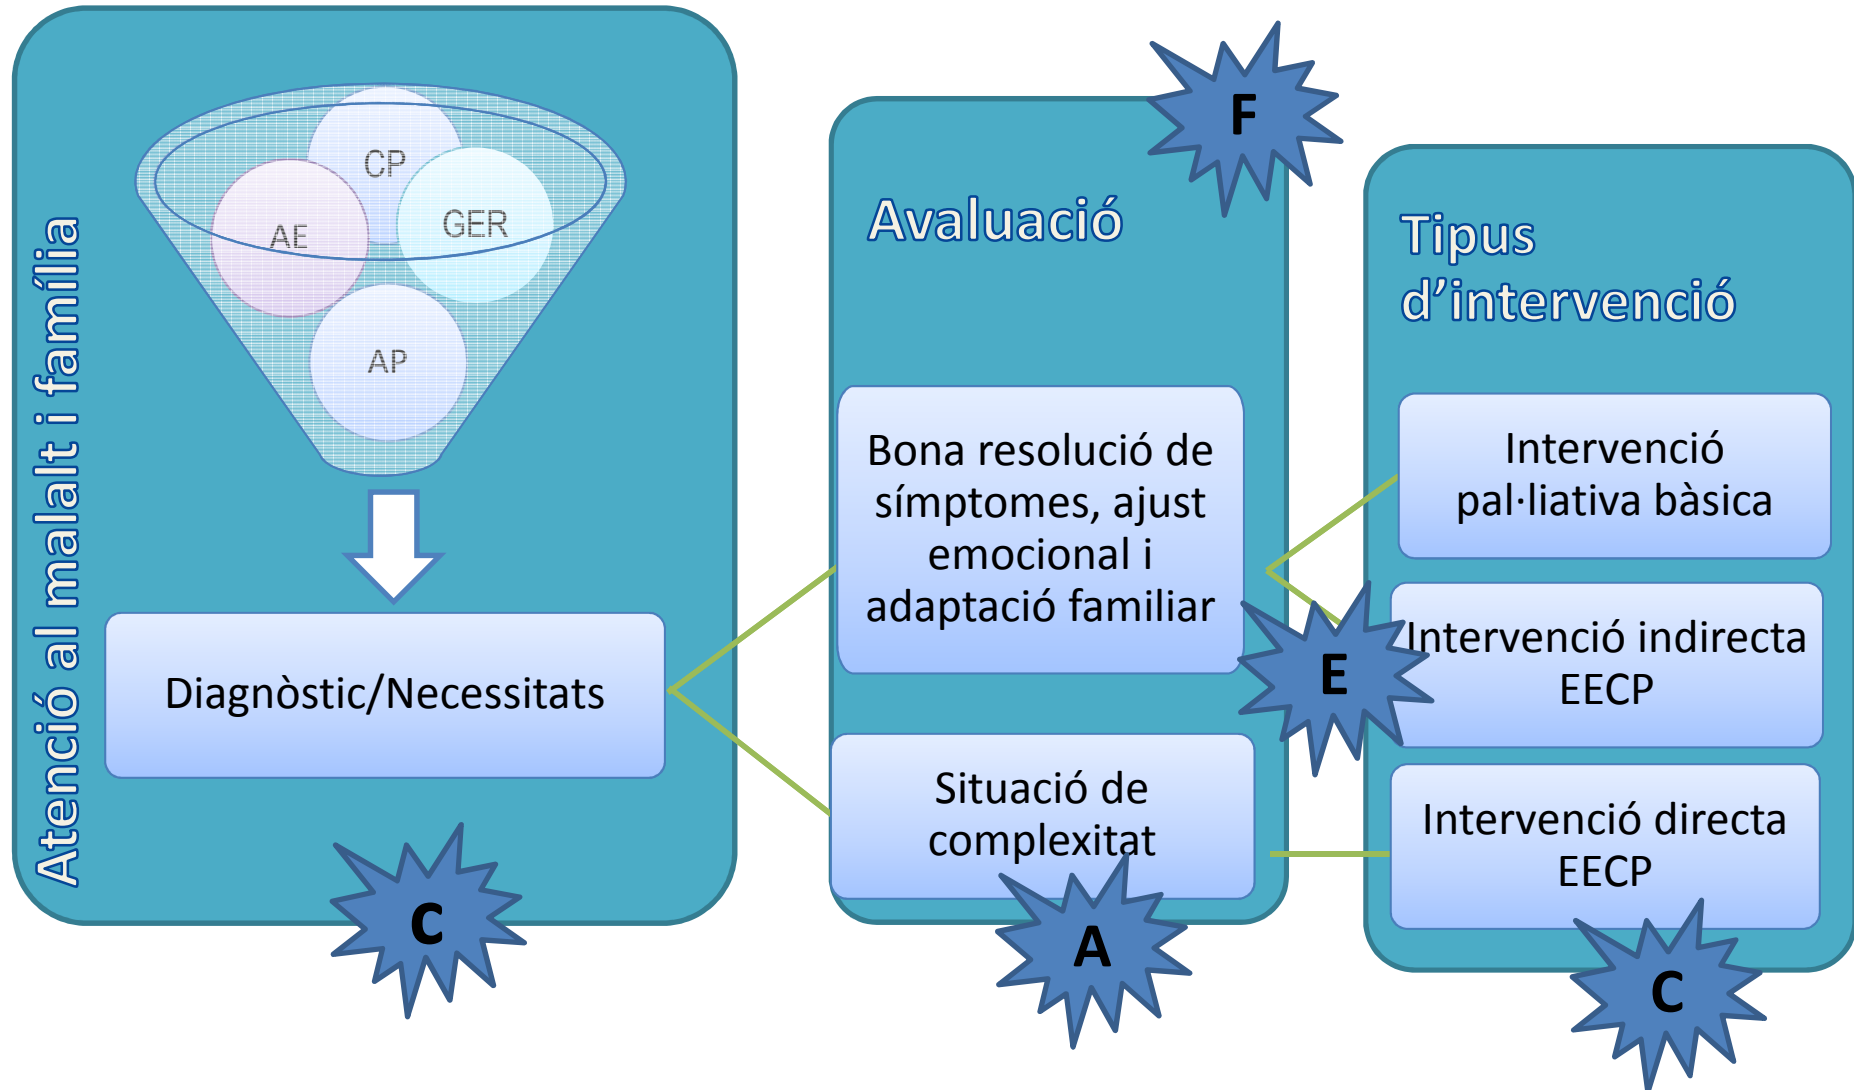 Atenció al malalt i família
CP
AE
GER
AP
Diagnòstic/Necessitats
c
Avaluació
F
Bona resolució de
símptomes, ajust
emocional i
adaptació familiar
Situació de
complexitat
A
E
Tipus
d’intervenció
Intervenció
pal·liativa bàsica
Intervenció indirecta
EECP
Intervenció directa
EECP
C